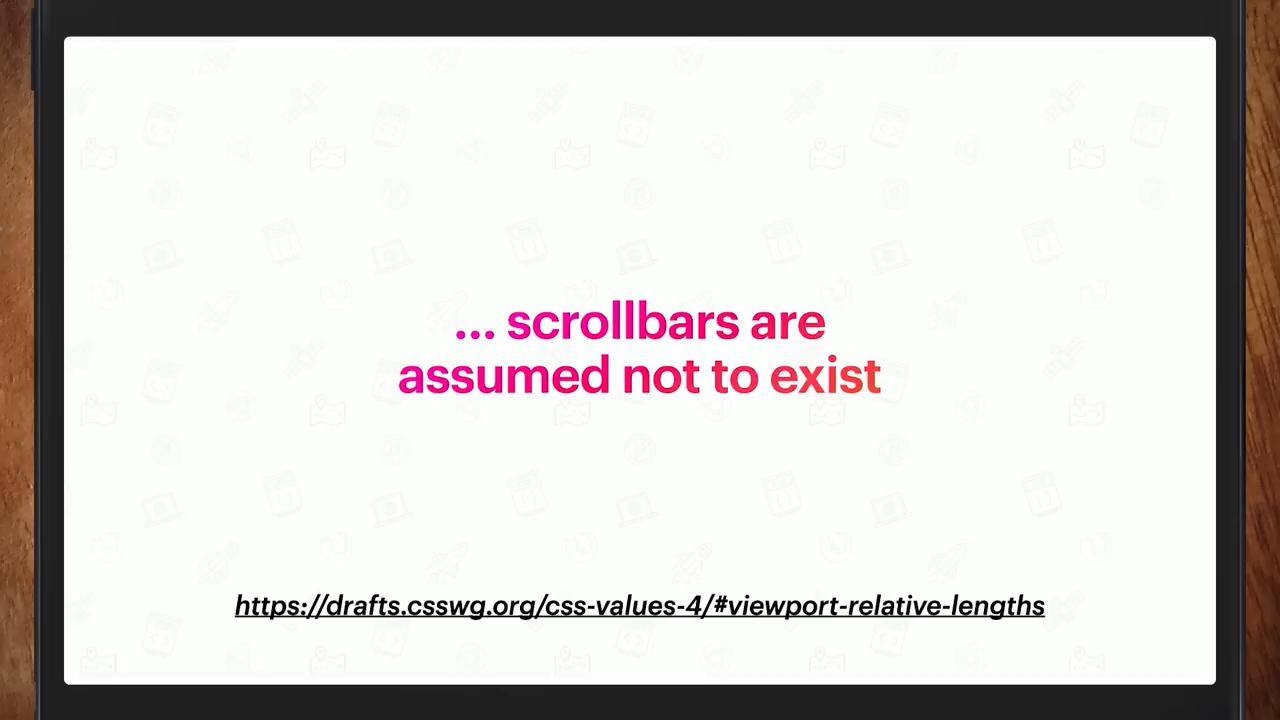 ... scrollbars are
assumed not to exist
https://drafts.csswg.org/css-values-4/#viewport-relative-lengths